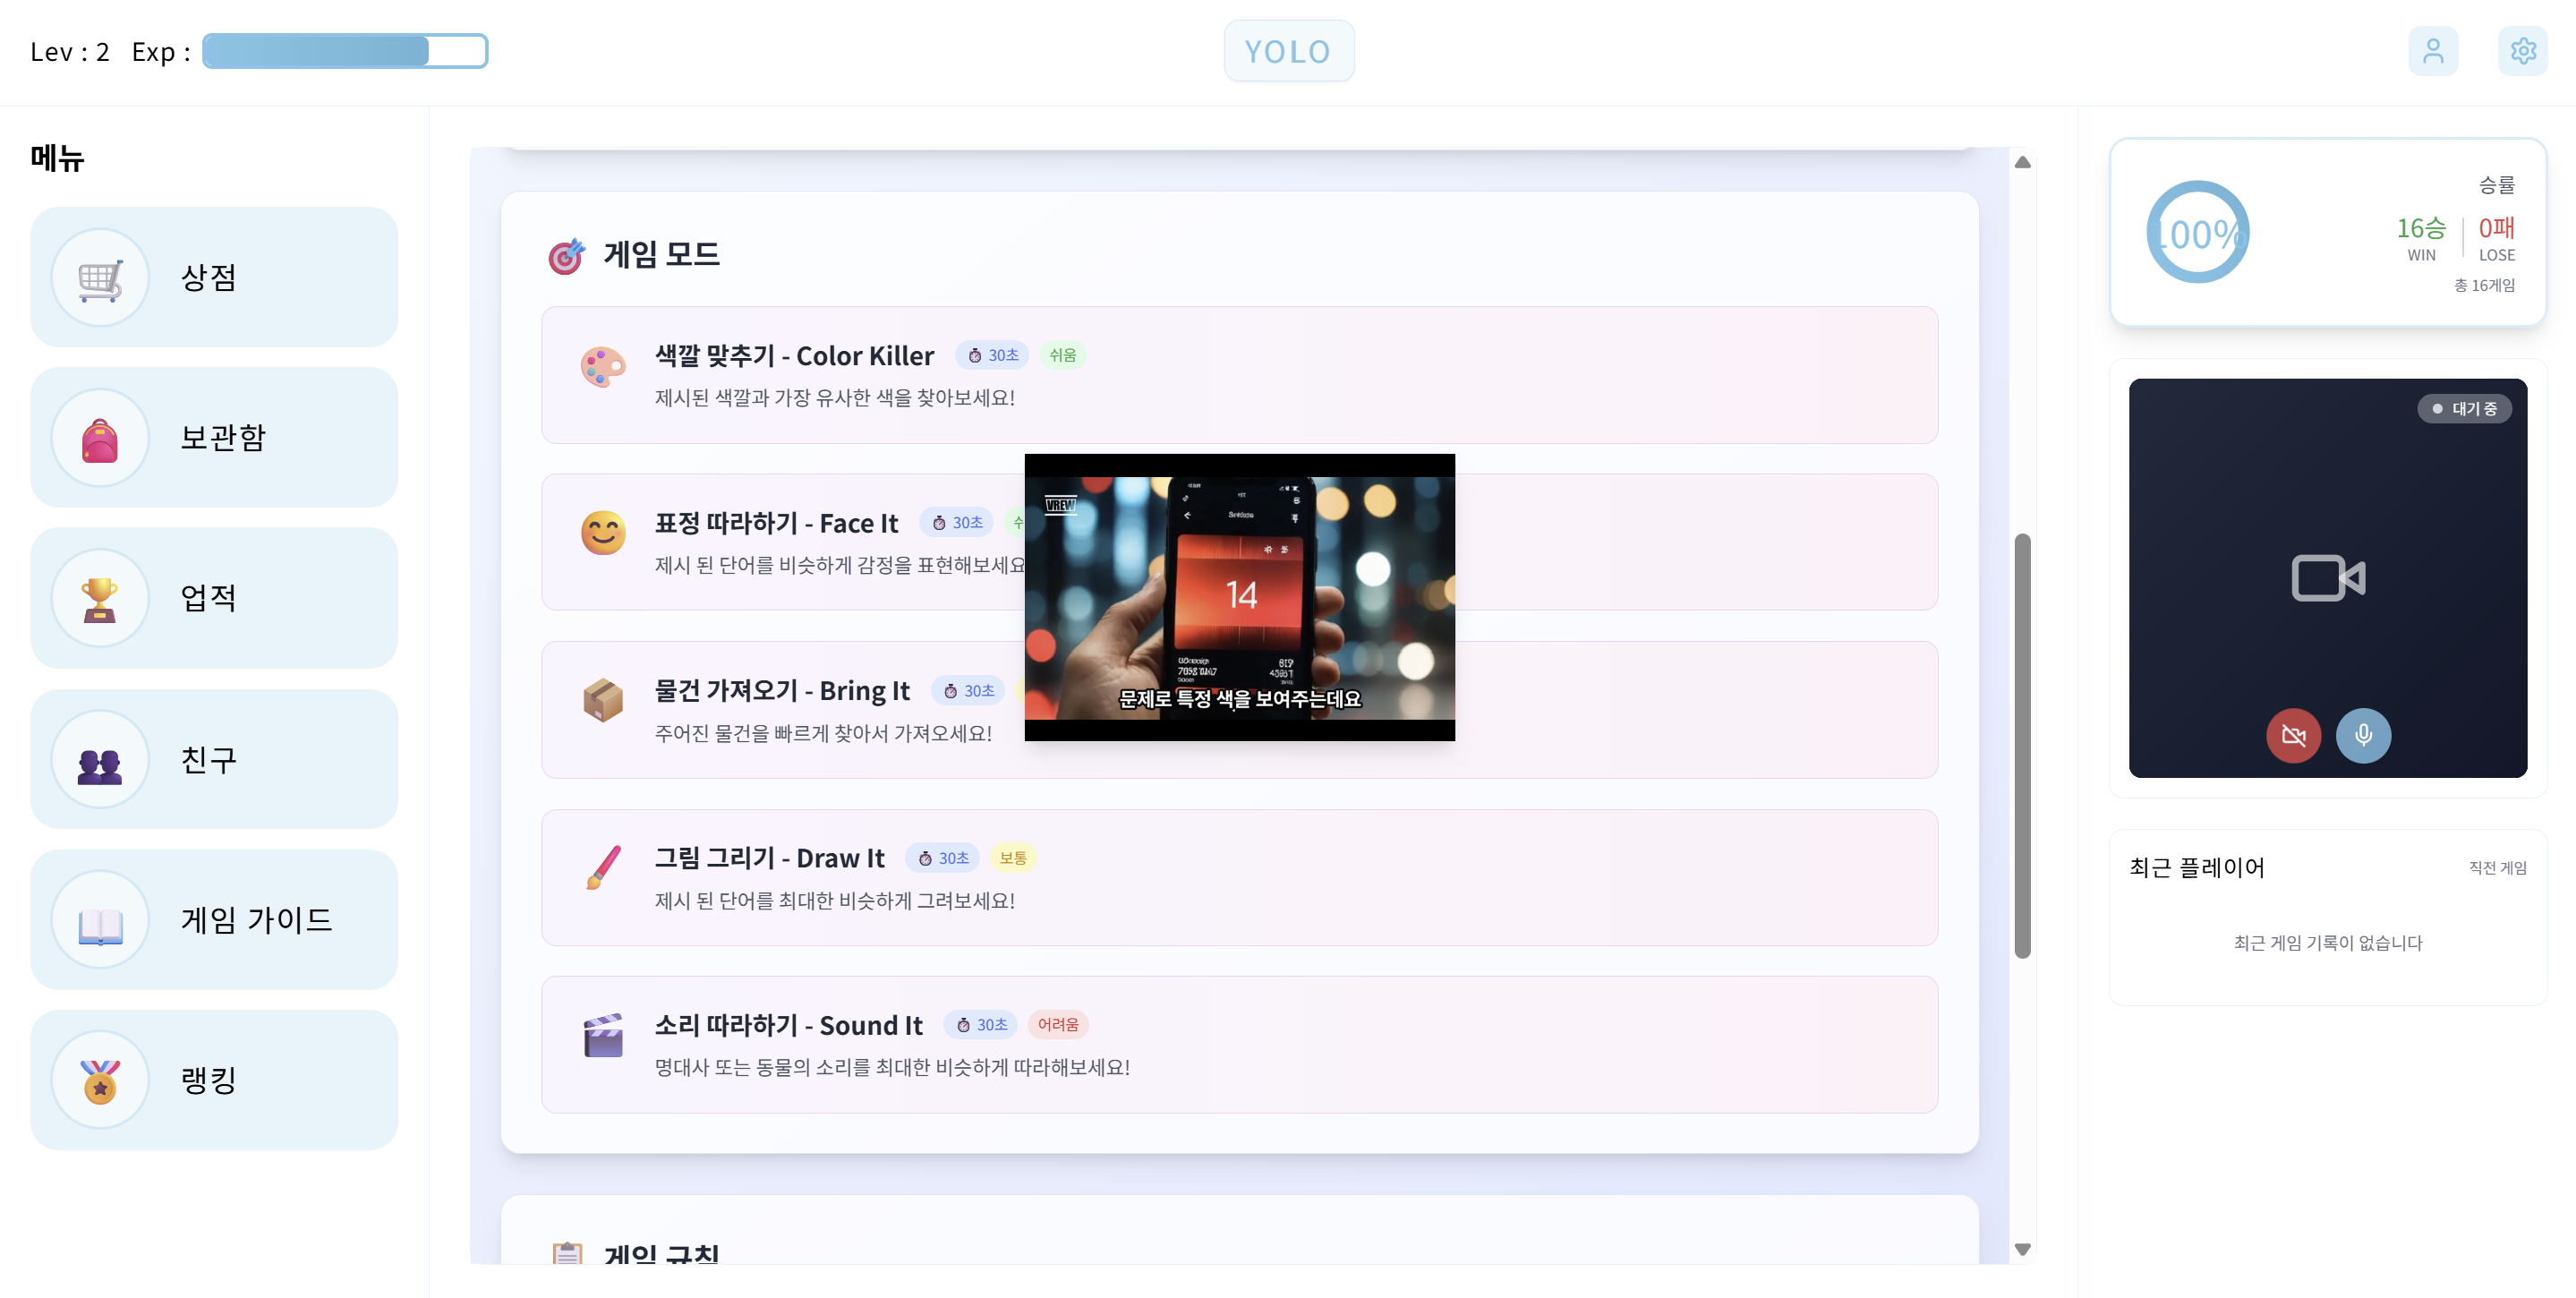 Lev : 2 Exp :
YOLO
메뉴
상점
보관함
업적
친구
게임 가이드
랭킹
게임 모드
색깔 맞추기 - Color Killer 30초 쉬움
제시된 색깔과 가장 유사한 색을 찾아보세요!
표정 따라하기 - Face It 30초
제시 된 단어를 비슷하게 감정을 표현해보세요
물건 가져오기 - Bring It 30초
주어진 물건을 빠르게 찾아서 가져오세요!
VREW
14
문제로 특정 색을 보여주는데요
그림 그리기 - Draw It 30초 보통
제시 된 단어를 최대한 비슷하게 그려보세요!
소리 따라하기 - Sound It 30초 어려움
명대사 또는 동물의 소리를 최대한 비슷하게 따라해보세요!
게임 규칙
100%
승률
16승 0패
WIN LOSE
총 16게임
대기 중
최근 플레이어 직전 게임
최근 게임 기록이 없습니다